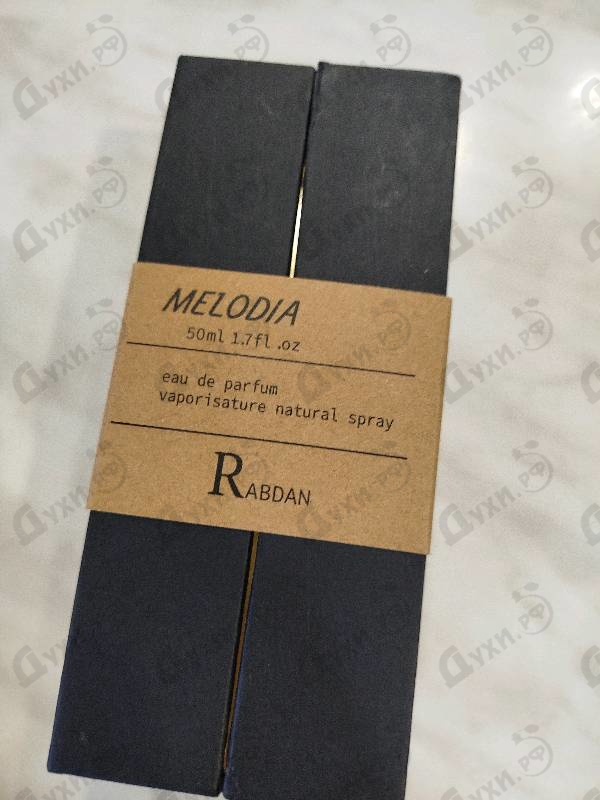 MELODIA
50ml 1.7fl .oz
eau de parfum
vaporisature natural spray
RABDAN
Духи.рф